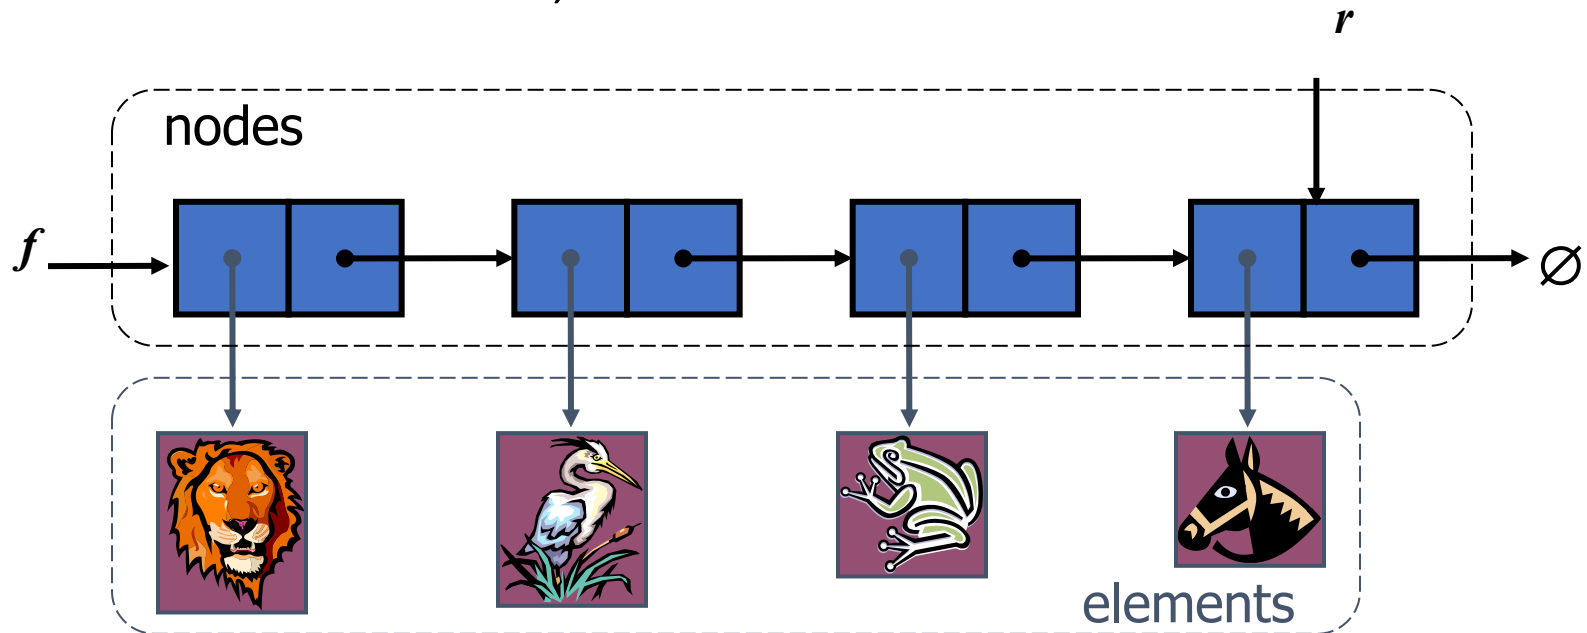 r
nodes
f
∅
elements